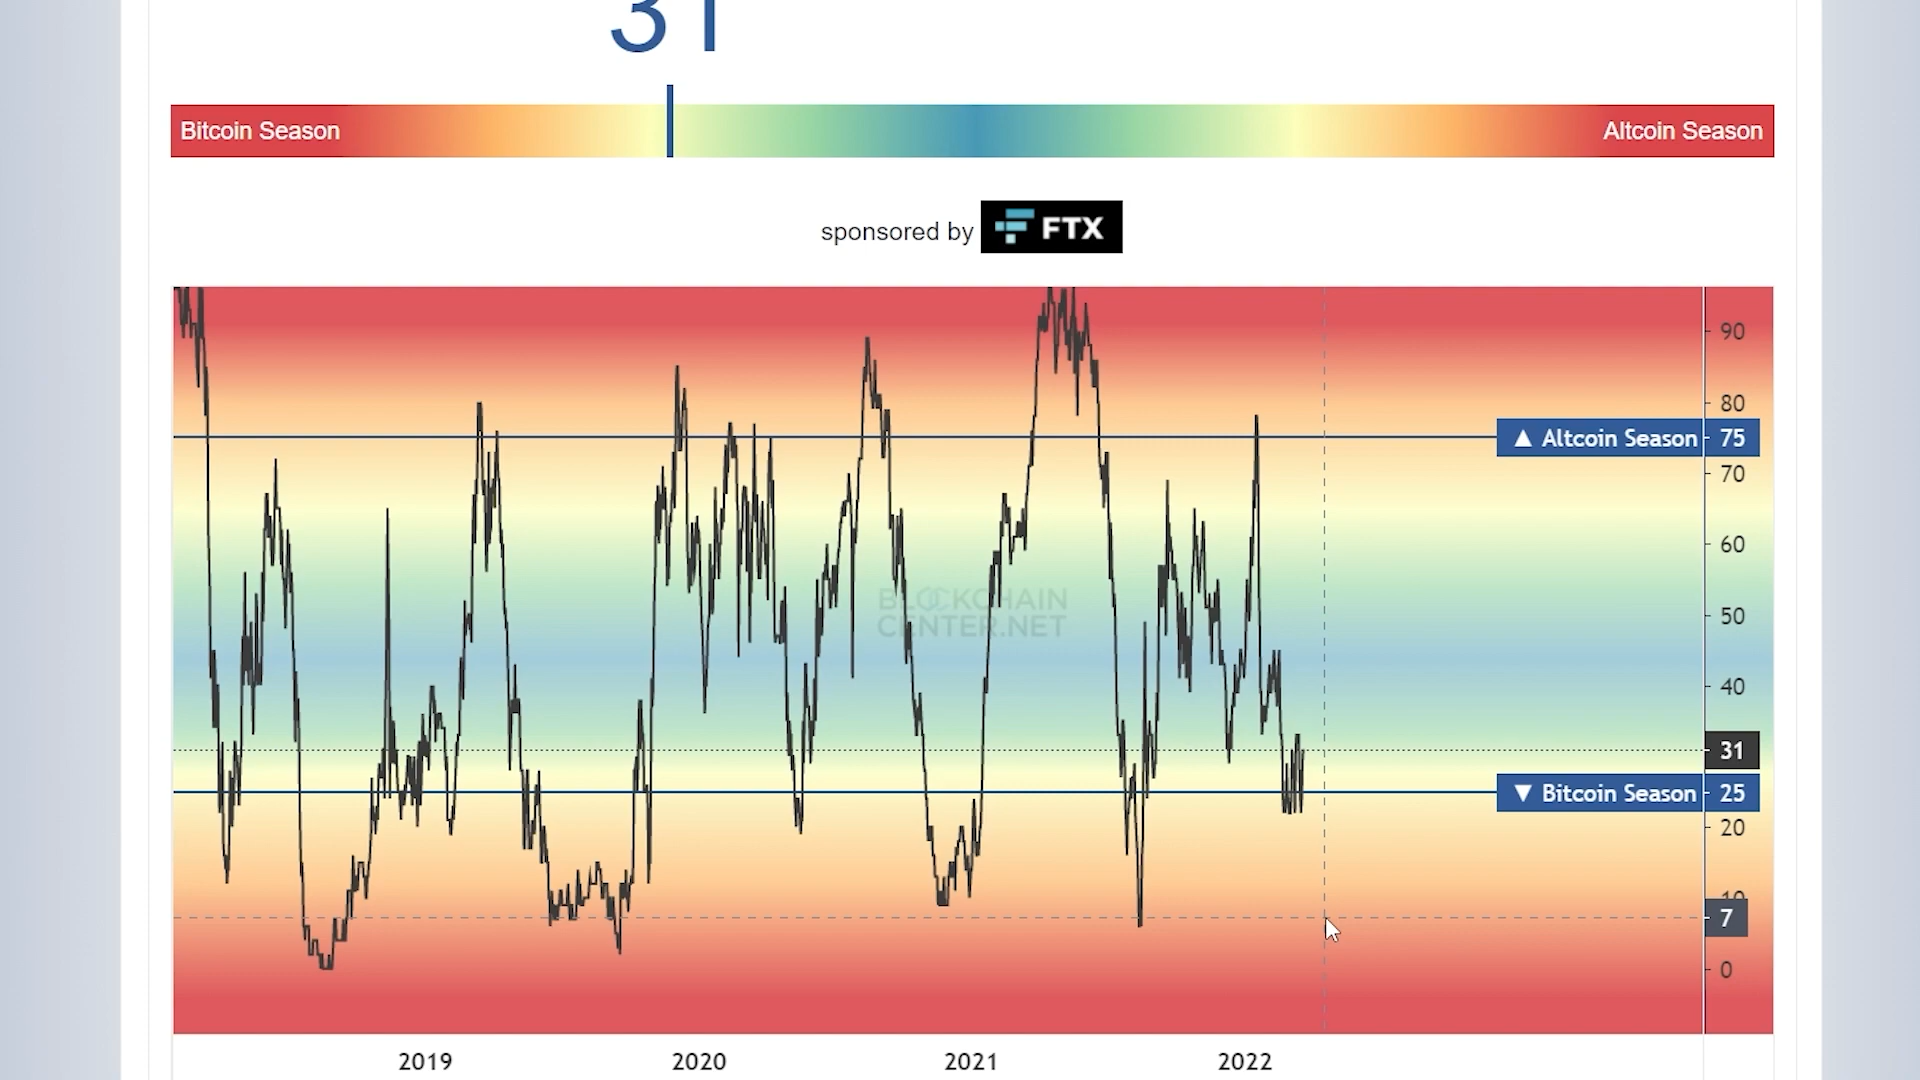 31
Bitcoin Season
Altcoin Season
sponsored by FTX
90
80
▲ Altcoin Season 75
70
60
BLOCKCHAIN
CENTER.NET
50
40
31
▼ Bitcoin Season 25
20
10
7
0
2019 2020 2021 2022